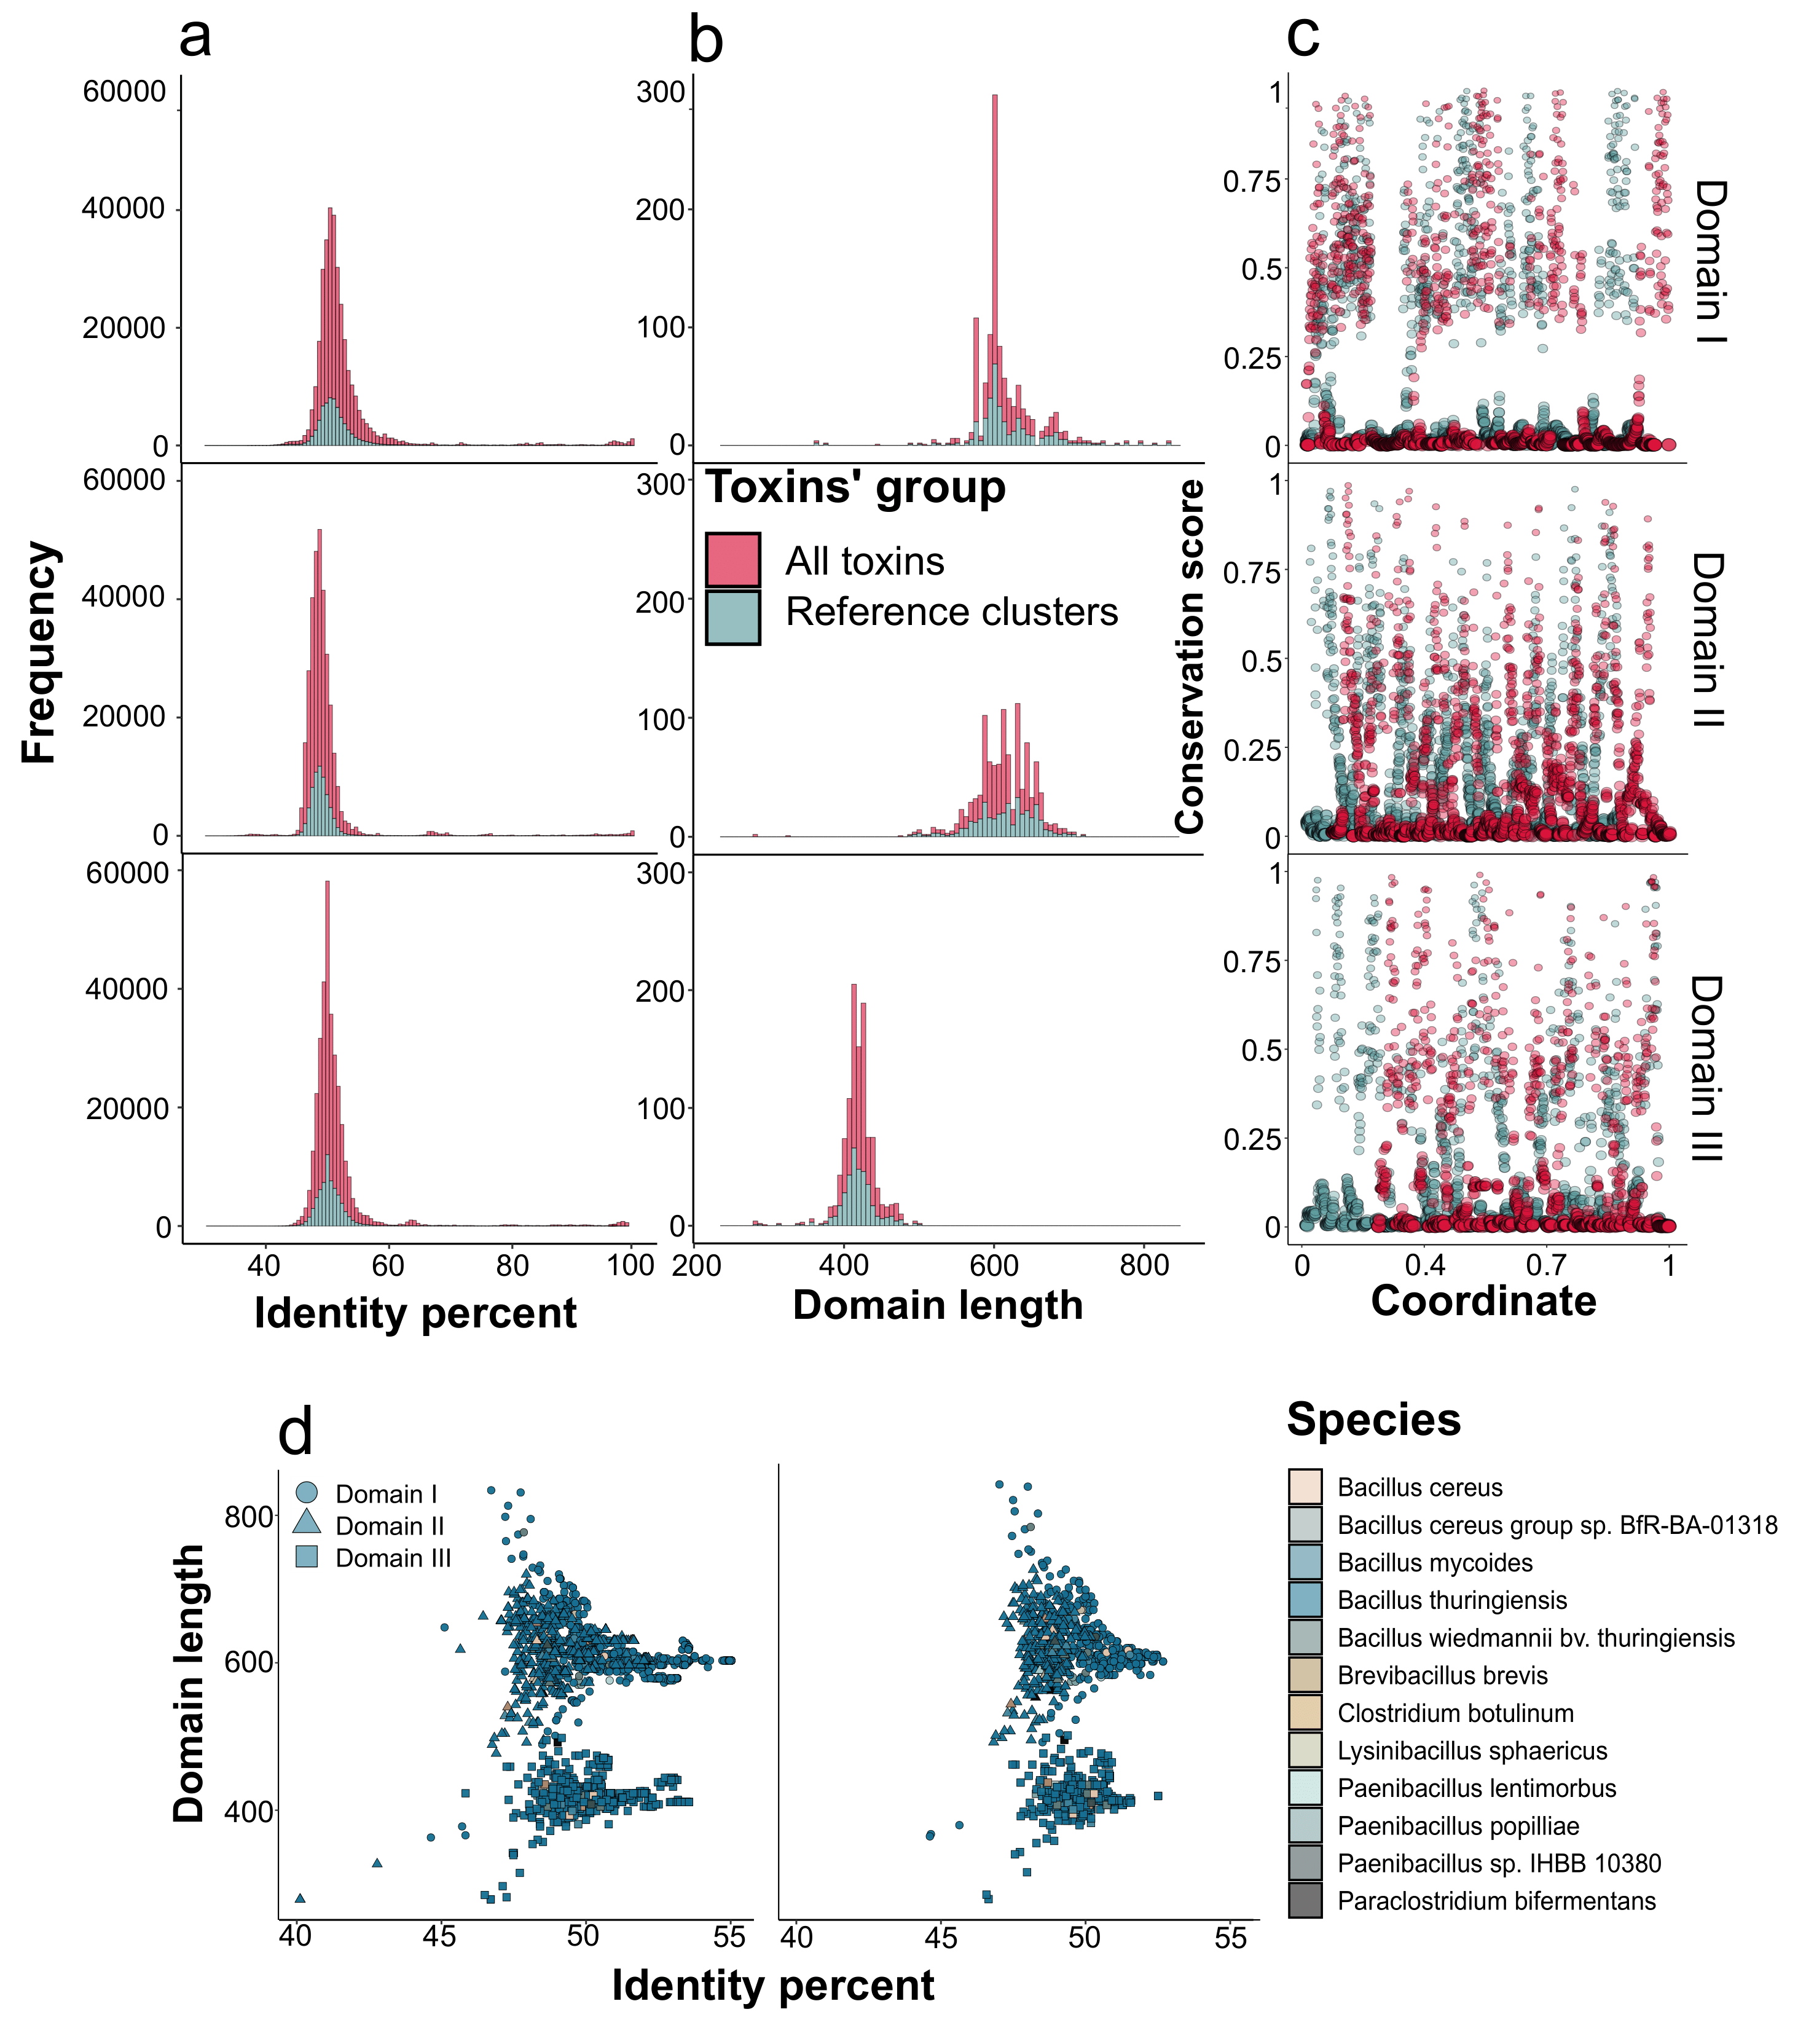 a
b
c
60000
40000
20000
0
300
200
100
0
1
0.75
0.5
0.25
0
Domain I
Frequency
60000
40000
20000
0
300
200
100
0
Toxins' group
All toxins
Reference clusters
Conservation score
1
0.75
0.5
0.25
0
Domain II
60000
40000
20000
0
300
200
100
0
1
0.75
0.5
0.25
0
Domain III
40 60 80 100
200 400 600 800
0 0.4 0.7 1
Identity percent
Domain length
Coordinate
d
Domain length
800
600
400
Domain I
Domain II
Domain III
40 45 50 55
40 45 50 55
Identity percent
Species
Bacillus cereus
Bacillus cereus group sp. BfR-BA-01318
Bacillus mycoides
Bacillus thuringiensis
Bacillus wiedmannii bv. thuringiensis
Brevibacillus brevis
Clostridium botulinum
Lysinibacillus sphaericus
Paenibacillus lentimorbus
Paenibacillus popilliae
Paenibacillus sp. IHBB 10380
Paraclostridium bifermentans